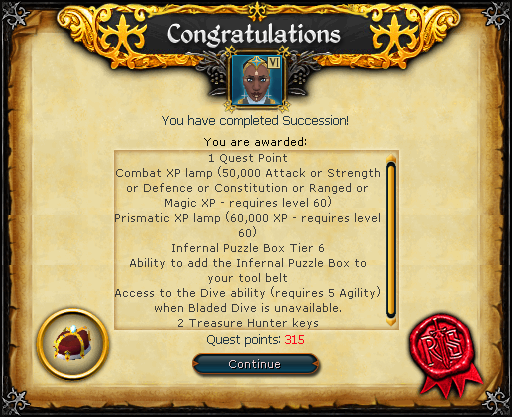 Congratulations
VI
You have completed Succession!
You are awarded:
1 Quest Point
Combat XP lamp (50,000 Attack or Strength
or Defence or Constitution or Ranged or
Magic XP - requires level 60)
Prismatic XP lamp (60,000 XP - requires level
60)
Infernal Puzzle Box Tier 6
Ability to add the Infernal Puzzle Box to
your tool belt
Access to the Dive ability (requires 5 Agility)
when Bladed Dive is unavailable.
2 Treasure Hunter keys
Quest points: 315
Continue
RS